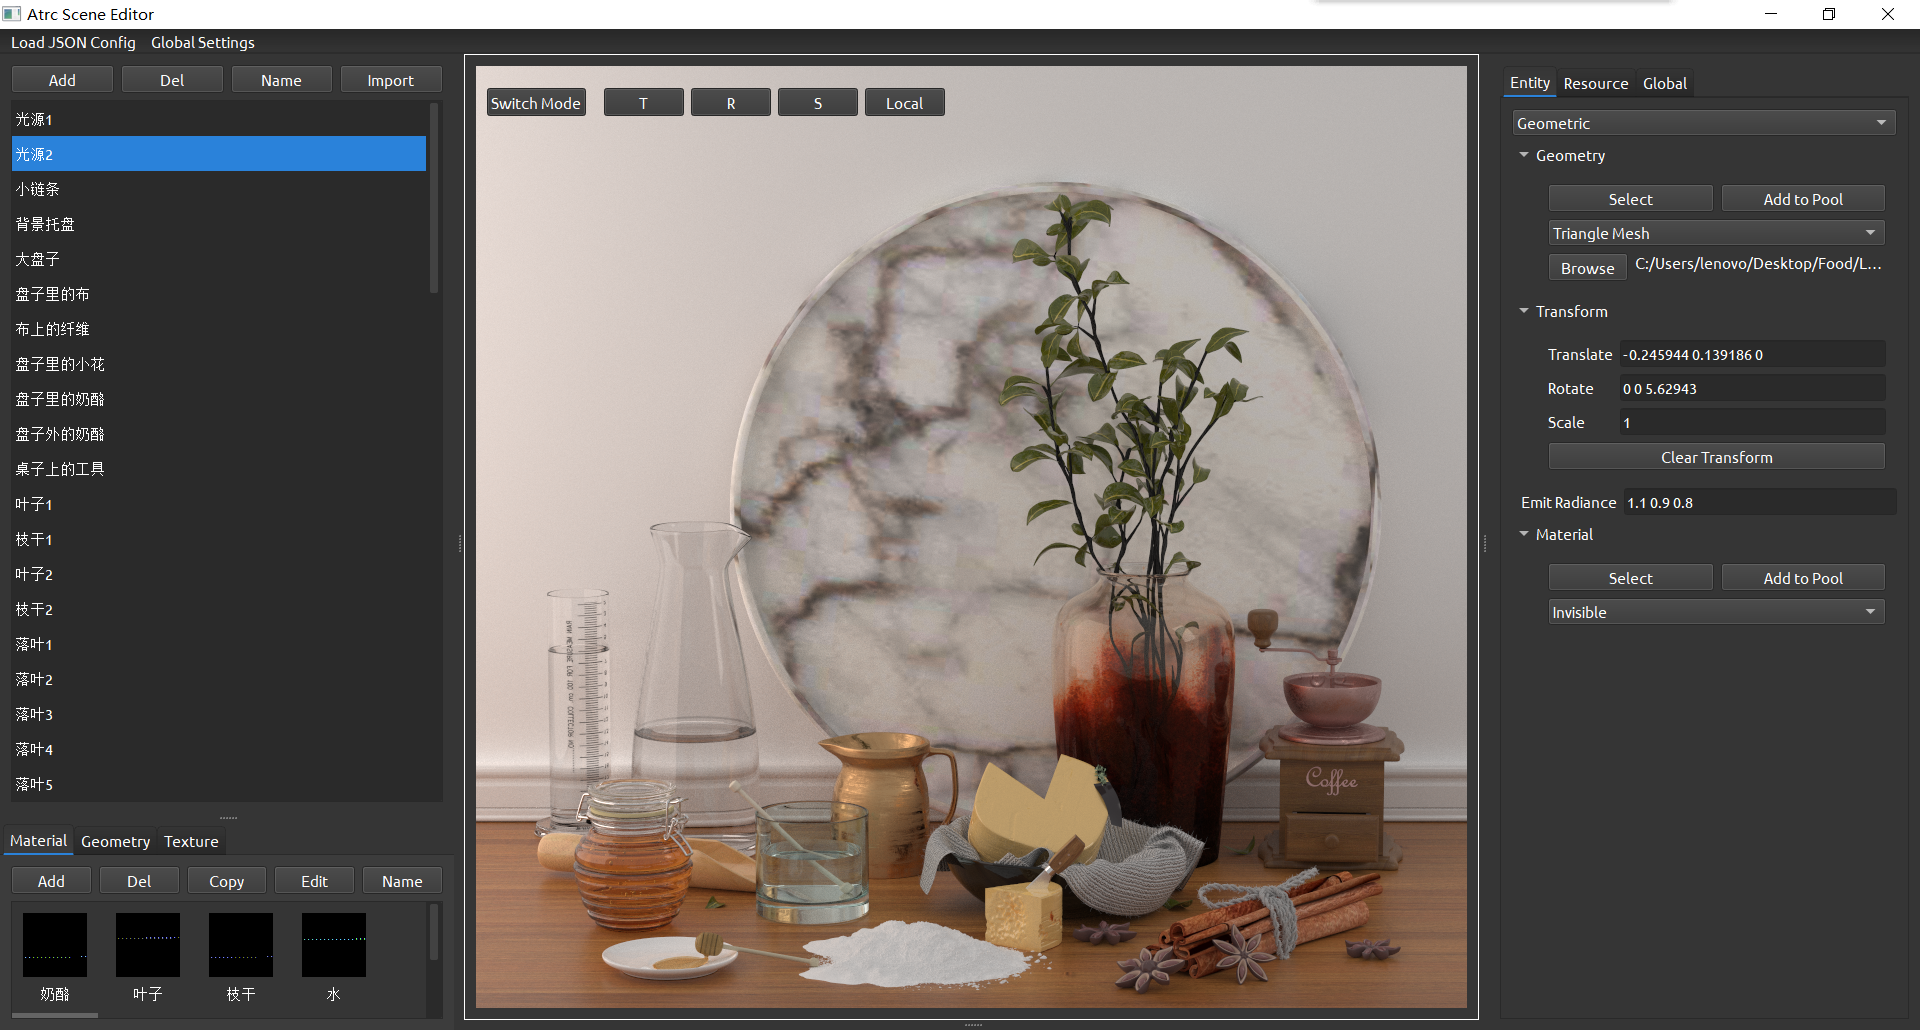 Atrc Scene Editor
Load JSON Config Global Settings
Add Del Name Import
光源1
光源2
小链条
背景托盘
大盘子
盘子里的布
布上的纤维
盘子里的小花
盘子里的奶酪
盘子外的奶酪
桌子上的工具
叶子1
枝干1
叶子2
枝干2
落叶1
落叶2
落叶3
落叶4
落叶5
Material Geometry Texture
Add Del Copy Edit Name
奶酪 叶子 枝干 水
Switch Mode T R S Local
Coffee
Entity Resource Global
Geometric
Geometry
Select Add to Pool
Triangle Mesh
Browse C:/Users/lenovo/Desktop/Food/L...
Transform
Translate -0.245944 0.139186 0
Rotate 0 0 5.62943
Scale 1
Clear Transform
Emit Radiance 1.1 0.9 0.8
Material
Select Add to Pool
Invisible